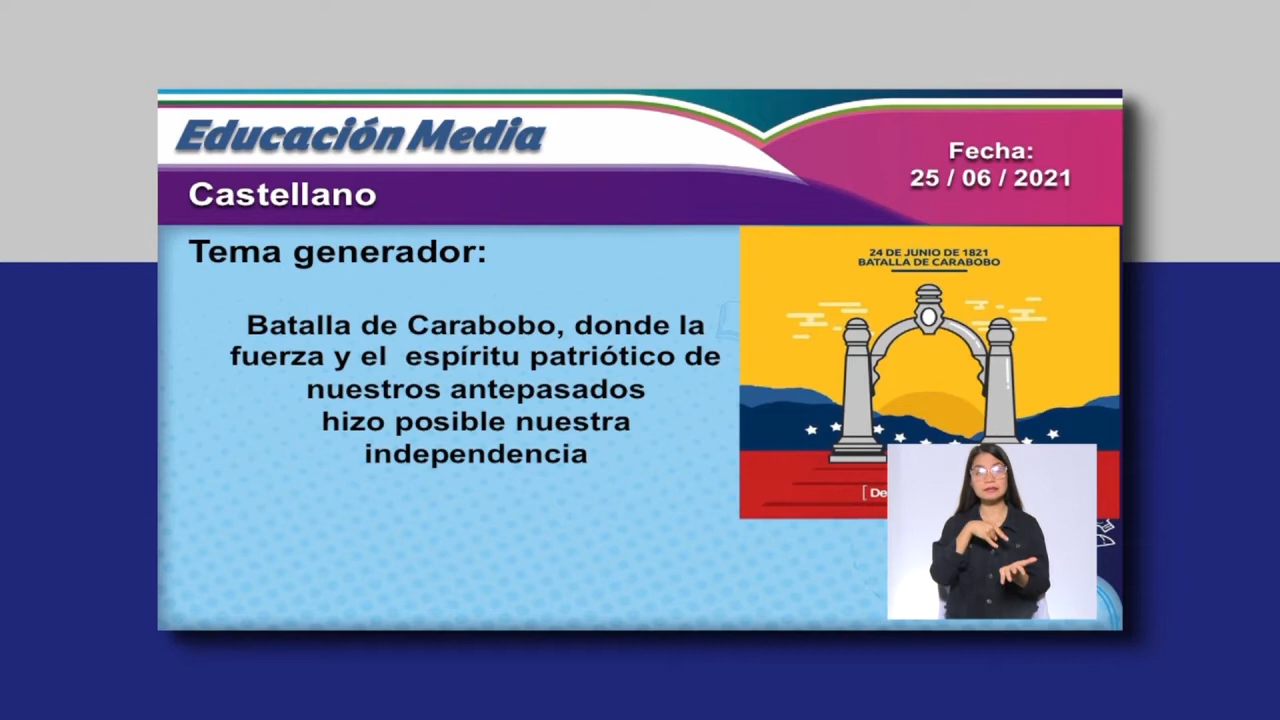 Educación Media
Castellano
Fecha:
25 / 06 / 2021
Tema generador:
Batalla de Carabobo, donde la
fuerza y el espíritu patriótico de
nuestros antepasados
hizo posible nuestra
independencia
24 DE JUNIO DE 1821
BATALLA DE CARABOBO